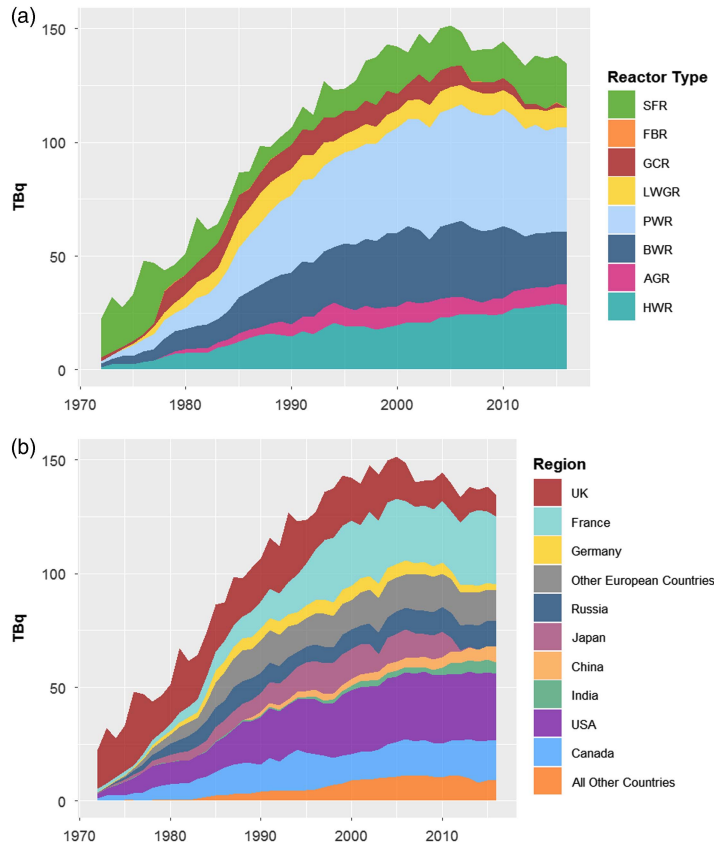 (a)
150
100
50
0
TBq
1970
1980
1990
2000
2010
Reactor Type
SFR
FBR
GCR
LWGR
PWR
BWR
AGR
HWR
(b)
150
100
50
0
TBq
1970
1980
1990
2000
2010
Region
UK
France
Germany
Other European Countries
Russia
Japan
China
India
USA
Canada
All Other Countries